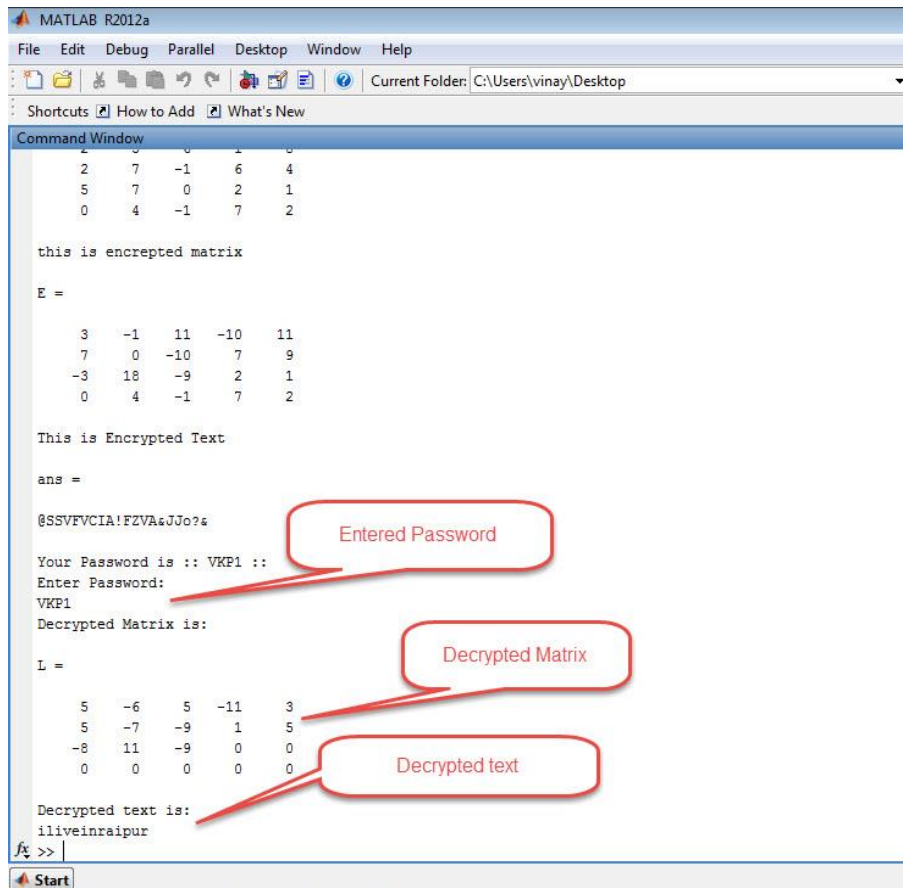 MATLAB R2012a
File Edit Debug Parallel Desktop Window Help
Current Folder: C:\Users\vinay\Desktop
Shortcuts How to Add What's New
Command Window
2 7 -1 6 4
5 7 0 2 1
0 4 -1 7 2
this is encrepted matrix
E =
3 -1 11 -10 11
7 0 -10 7 9
-3 18 -9 2 1
0 4 -1 7 2
This is Encrypted Text
ans =
@SSVFVCIA!FZVA&JJo?&
Entered Password
Your Password is :: VKP1 ::
Enter Password:
VKP1
Decrypted Matrix is:
Decrypted Matrix
L =
5 -6 5 -11 3
5 -7 -9 1 5
-8 11 -9 0 0
0 0 0 0 0
Decrypted text
Decrypted text is:
iliveinraipur
fx >>
Start